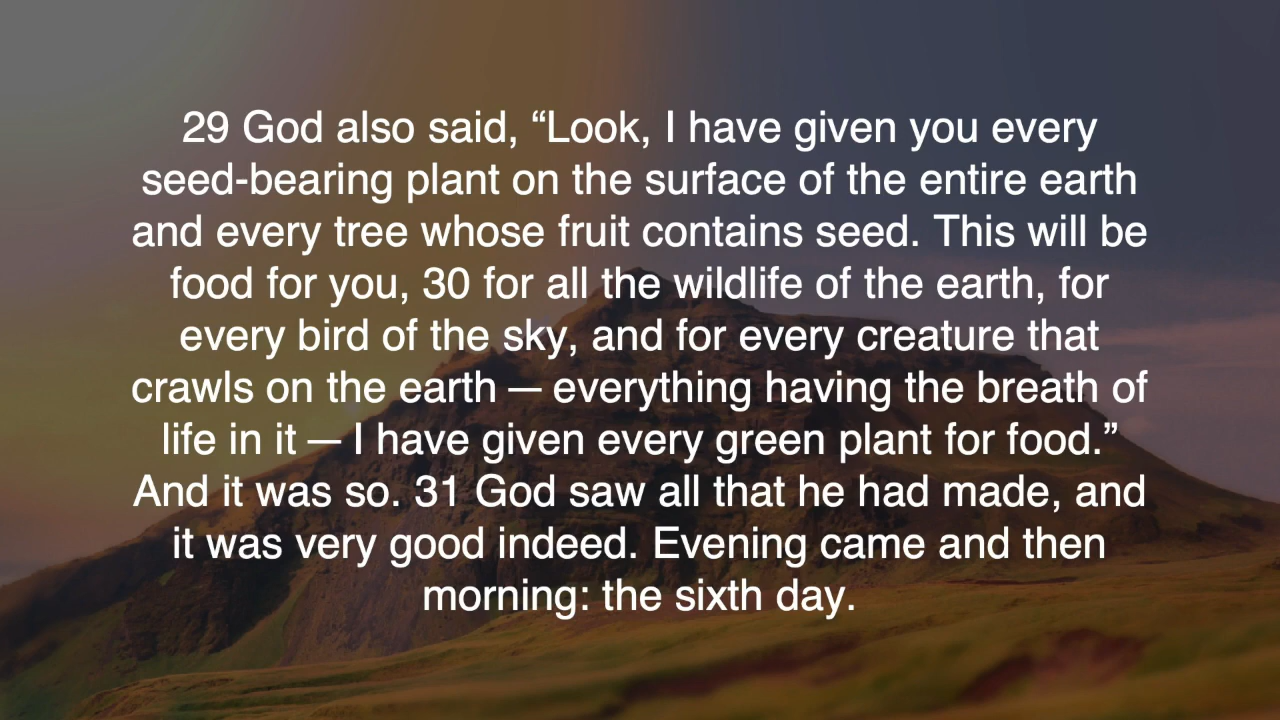 29 God also said, “Look, I have given you every
seed-bearing plant on the surface of the entire earth
and every tree whose fruit contains seed. This will be
food for you, 30 for all the wildlife of the earth, for
every bird of the sky, and for every creature that
crawls on the earth — everything having the breath of
life in it — I have given every green plant for food.”
And it was so. 31 God saw all that he had made, and
it was very good indeed. Evening came and then
morning: the sixth day.